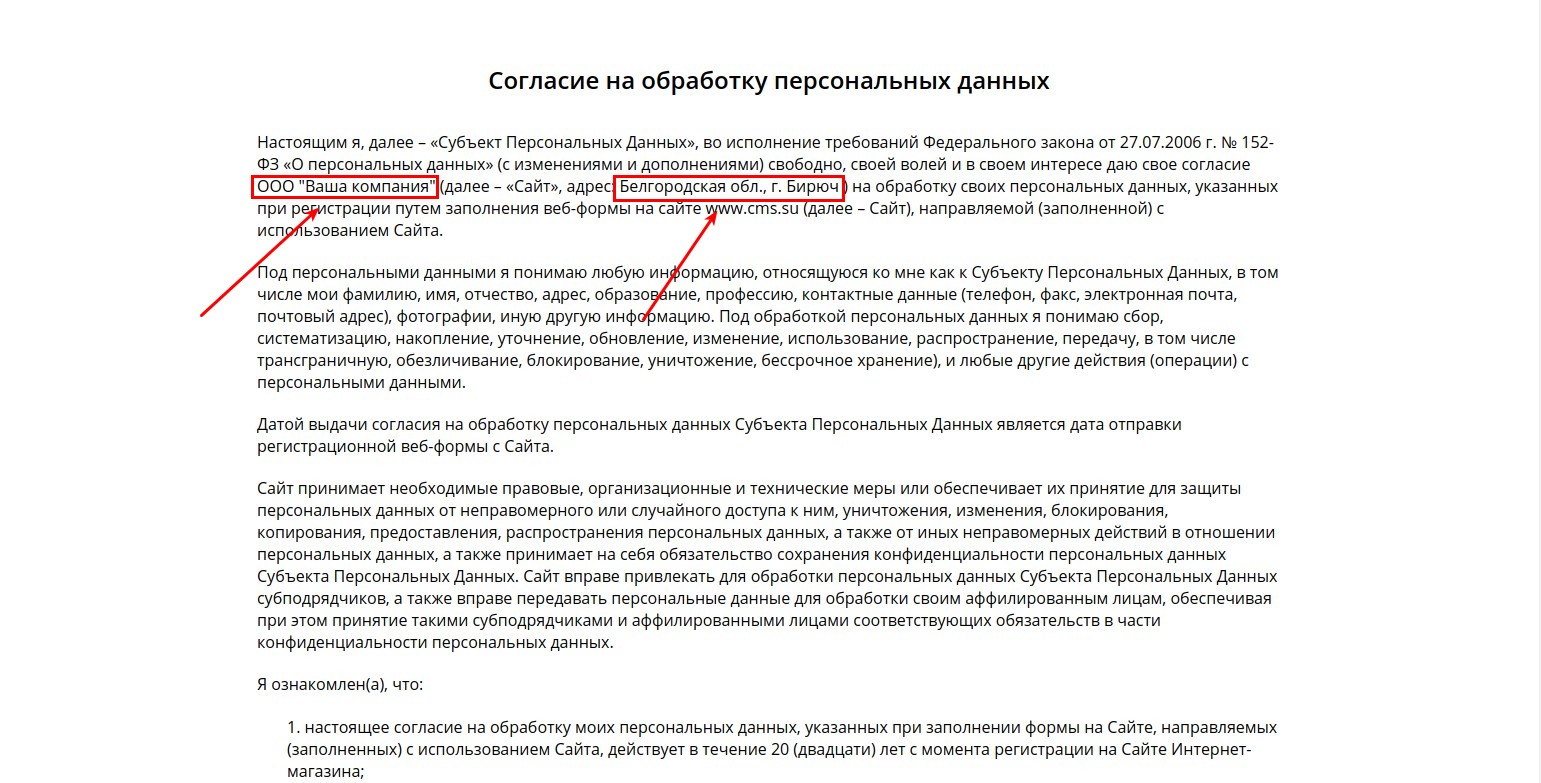 Согласие на обработку персональных данных
Настоящим я, далее – «Субъект Персональных Данных», во исполнение требований Федерального закона от 27.07.2006 г. № 152-
ФЗ «О персональных данных» (с изменениями и дополнениями) свободно, своей волей и в своем интересе даю свое согласие
ООО "Ваша компания" (далее – «Сайт», адрес: Белгородская обл., г. Бирюч ) на обработку своих персональных данных, указанных
при регистрации путем заполнения веб-формы на сайте www.cms.su (далее – Сайт), направляемой (заполненной) с
использованием Сайта.
Под персональными данными я понимаю любую информацию, относящуюся ко мне как к Субъекту Персональных Данных, в том
числе мои фамилию, имя, отчество, адрес, образование, профессию, контактные данные (телефон, факс, электронная почта,
почтовый адрес), фотографии, иную другую информацию. Под обработкой персональных данных я понимаю сбор,
систематизацию, накопление, уточнение, обновление, изменение, использование, распространение, передачу, в том числе
трансграничную, обезличивание, блокирование, уничтожение, бессрочное хранение), и любые другие действия (операции) с
персональными данными.
Датой выдачи согласия на обработку персональных данных Субъекта Персональных Данных является дата отправки
регистрационной веб-формы с Сайта.
Сайт принимает необходимые правовые, организационные и технические меры или обеспечивает их принятие для защиты
персональных данных от неправомерного или случайного доступа к ним, уничтожения, изменения, блокирования,
копирования, предоставления, распространения персональных данных, а также от иных неправомерных действий в отношении
персональных данных, а также принимает на себя обязательство сохранения конфиденциальности персональных данных
Субъекта Персональных Данных. Сайт вправе привлекать для обработки персональных данных Субъекта Персональных Данных
субподрядчиков, а также вправе передавать персональные данные для обработки своим аффилированным лицам, обеспечивая
при этом принятие такими субподрядчиками и аффилированными лицами соответствующих обязательств в части
конфиденциальности персональных данных.
Я ознакомлен(а), что:
1. настоящее согласие на обработку моих персональных данных, указанных при заполнении формы на Сайте, направляемых
(заполненных) с использованием Сайта, действует в течение 20 (двадцати) лет с момента регистрации на Сайте Интернет-
магазина;